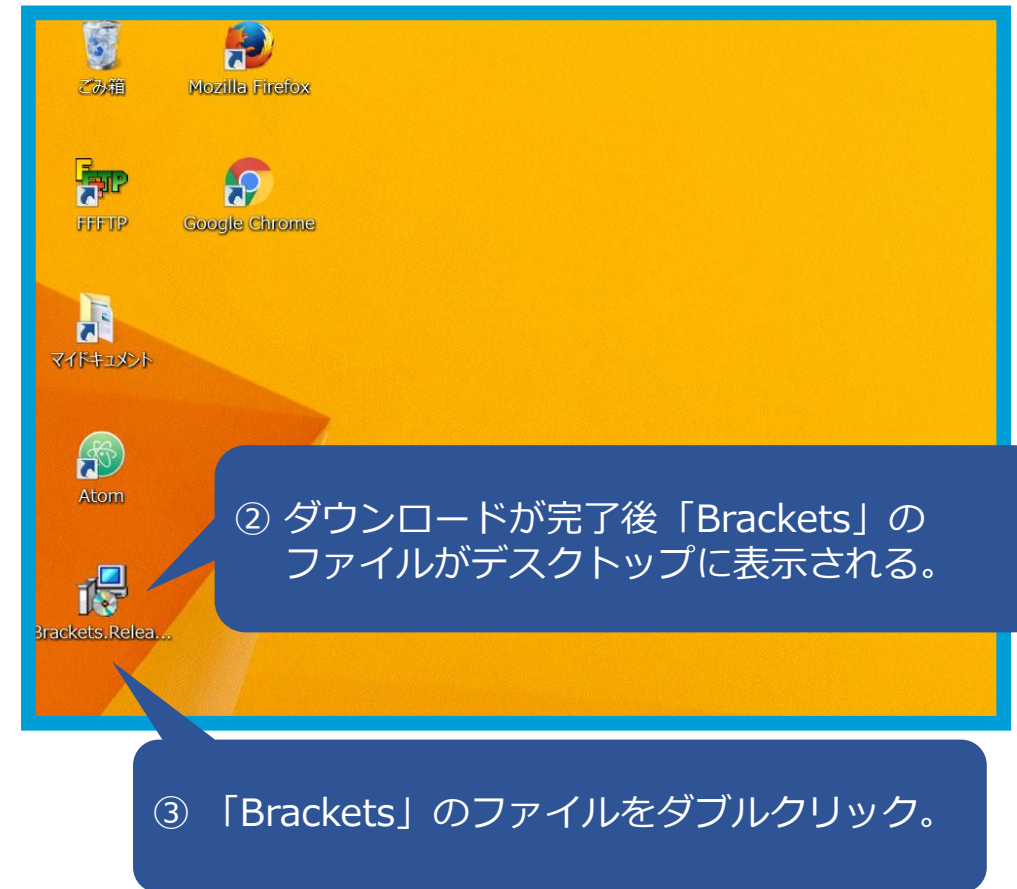 ごみ箱
Mozilla Firefox
FFFTP
Google Chrome
マイドキュメント
Atom
Brackets.Relea...
② ダウンロードが完了後「Brackets」の
ファイルがデスクトップに表示される。
③ 「Brackets」のファイルをダブルクリック。